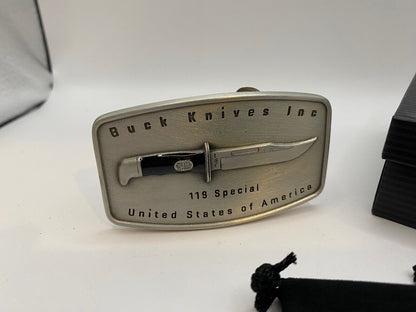 Buck Knives Inc
119 Special
United States of America